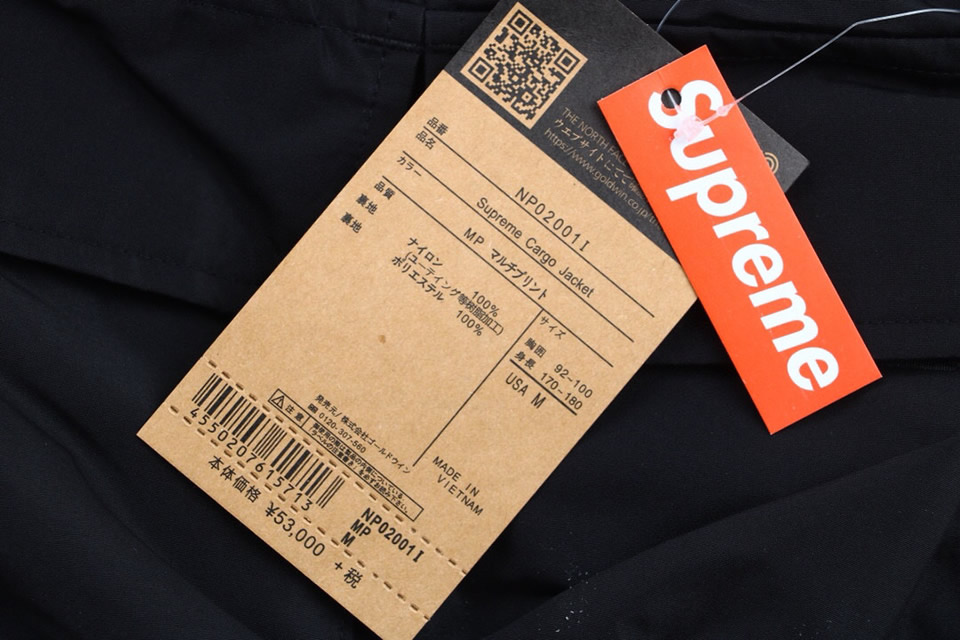 THE NORTH FAC
ウエブサイトにて
https://www.goldwin.co.jp/t
Supreme
品番
NP02001I
品名
Supreme Cargo Jacket
カラー
MP マルチプリント
品質
裏地
裏地
ナイロン 100%
(コーティング等樹脂加工)
ポリエステル 100%
サイズ
胸囲 92-100
身長 170-180
USA M
MADE IN
VIETNAM
発売元/株式会社ゴールドウイン
0120-307-560
注意
4550207615713
NP02001I
MP
M
本体価格 ¥53,000 +税